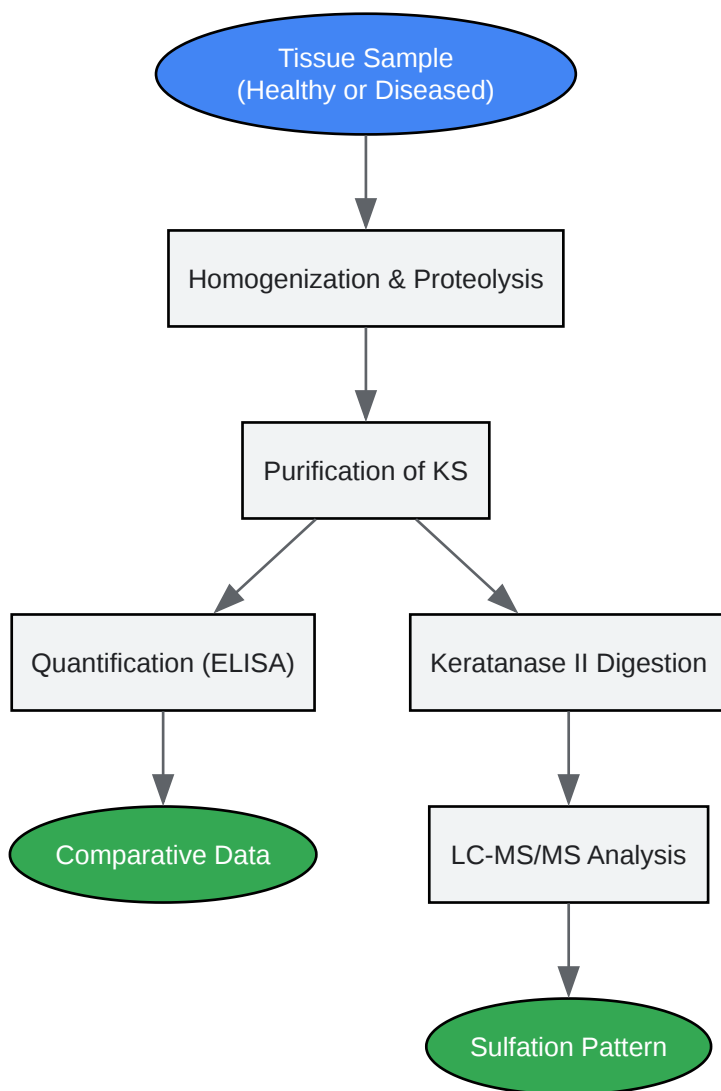 Tissue Sample
(Healthy or Diseased)
Homogenization & Proteolysis
Purification of KS
Quantification (ELISA)
Keratanase II Digestion
Comparative Data
LC-MS/MS Analysis
Sulfation Pattern